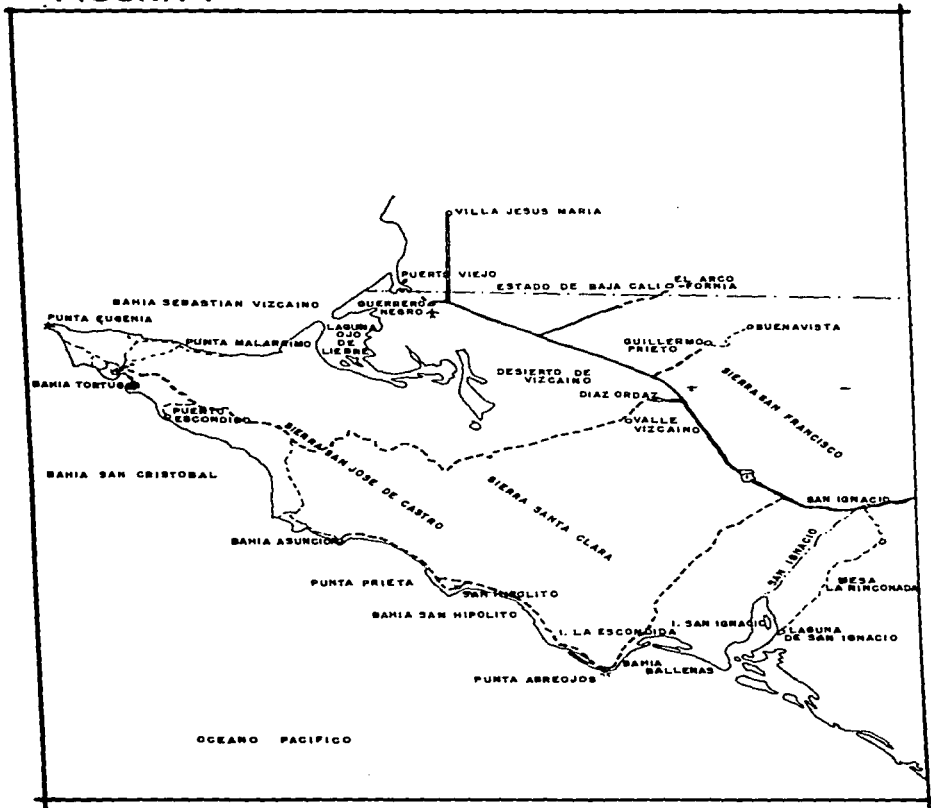 VILLA JESUS MARIA
PUERTO VIEJO
EL ARCO
ESTADO DE BAJA CALI
-FORNIA
BAHIA SEBASTIAN VIZCAINO
GUERRERO
NEGRO
PUNTA EUGENIA
LAGUNA
OJO
DE
LIEBRE
BUENAVISTA
PUNTA MALARRIMO
GUILLERMO
PRIETO
DESIERTO DE
VIZCAINO
SIERRA SAN FRANCISCO
BAHIA TORTUGAS
DIAZ ORDAZ
PUERTO
ESCONDIDO
VALLE
VIZCAINO
SIERRA SAN JOSE DE CASTRO
BAHIA SAN CRISTOBAL
SIERRA SANTA CLARA
SAN IGNACIO
BAHIA ASUNCION
SAN IGNACIO
PUNTA PRIETA
MESA
LA RINCONADA
SAN HIPOLITO
BAHIA SAN HIPOLITO
I. SAN IGNACIO
I. LA ESCONDIDA
LAGUNA
DE SAN IGNACIO
BAHIA
BALLENAS
PUNTA ABREOJOS
OCEANO PACIFICO